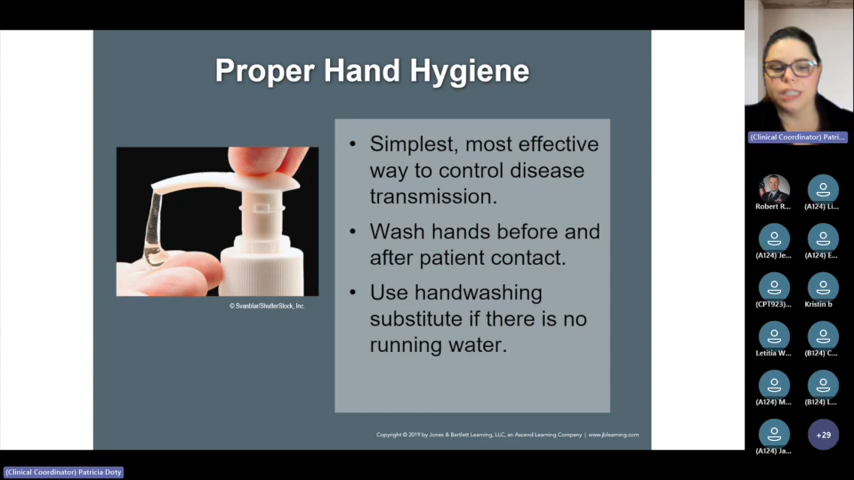 Proper Hand Hygiene
• Simplest, most effective
way to control disease
transmission.
• Wash hands before and
after patient contact.
• Use handwashing
substitute if there is no
running water.
© Svanblar/ShutterStock, Inc.
Copyright © 2019 by Jones & Bartlett Learning, LLC, an Ascend Learning Company | www.jblearning.com
(Clinical Coordinator) Patri...
Robert R...
(A124) Li...
(A124) Je...
(A124) E...
(CPT923)...
Kristin b
Letitia W...
(B124) C...
(A124) M...
(B124) L...
(A124) Ja...
+29
(Clinical Coordinator) Patricia Doty